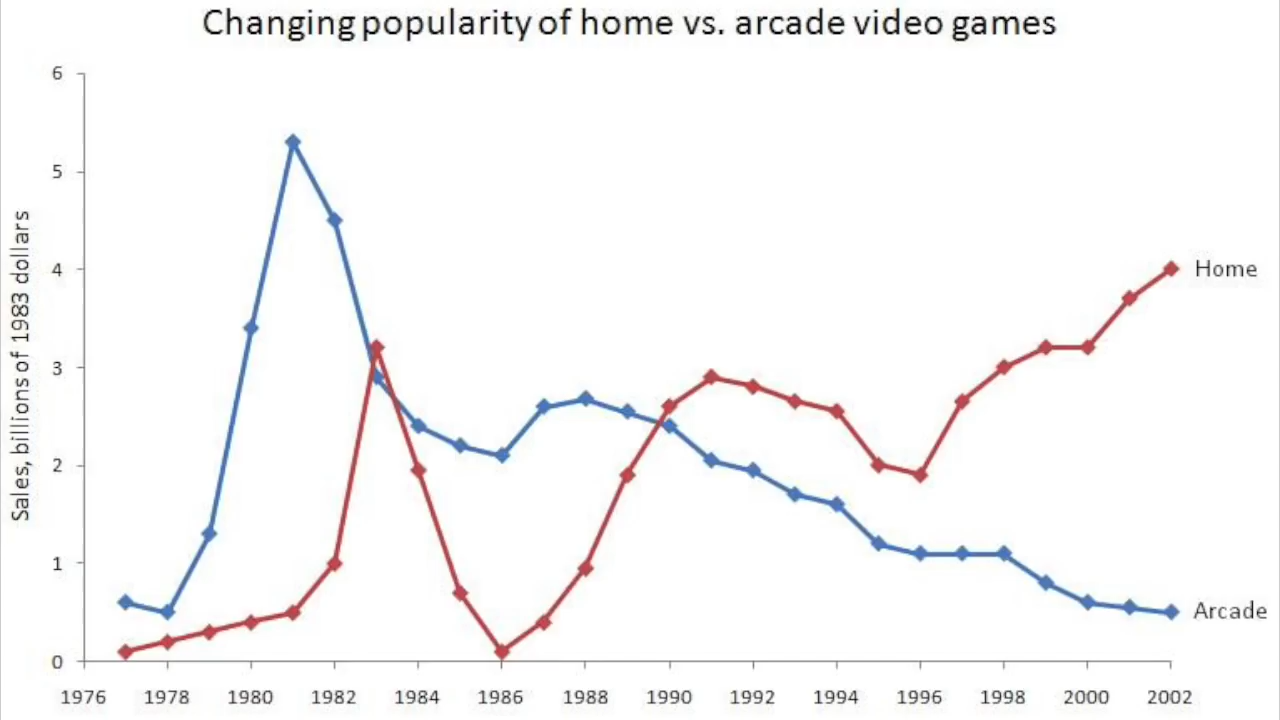 Changing popularity of home vs. arcade video games
Sales, billions of 1983 dollars
6
5
4
3
2
1
0
Home
Arcade
1976 1978 1980 1982 1984 1986 1988 1990 1992 1994 1996 1998 2000 2002